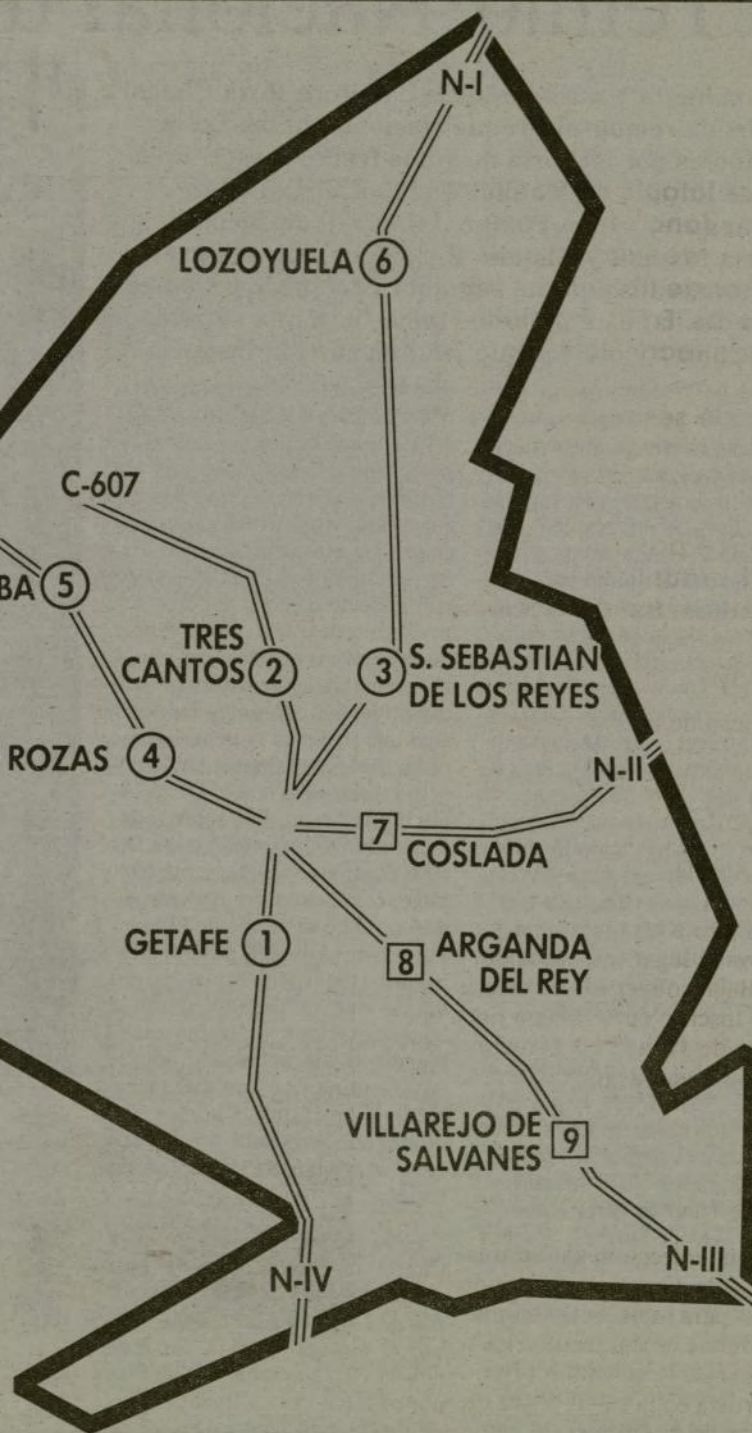 N-I
LOZOYUELA 6
C-607
BA 5
TRES
CANTOS 2
3 S. SEBASTIAN
DE LOS REYES
ROZAS 4
N-II
7
COSLADA
GETAFE 1
8 ARGANDA
DEL REY
VILLAREJO DE
SALVANES 9
N-III
N-IV